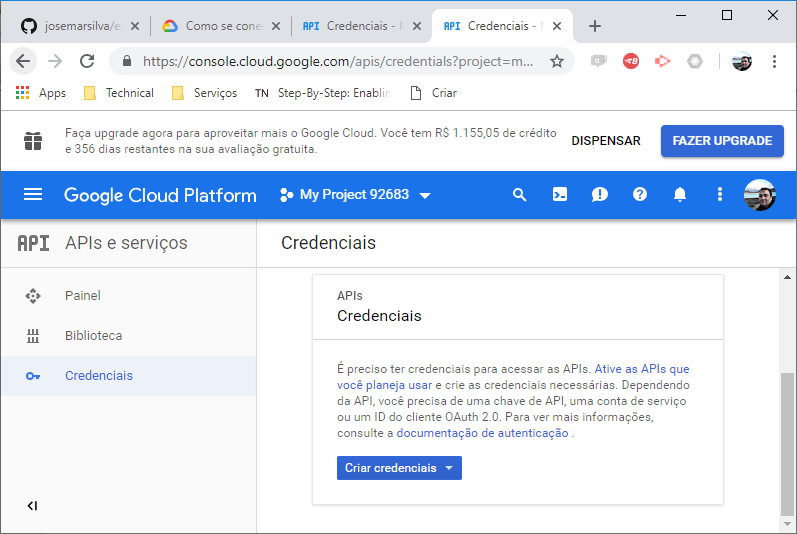 josemarsilva/e
Como se cone
API Credenciais - M
API Credenciais - M
https://console.cloud.google.com/apis/credentials?project=m...
Apps Technical Serviços TN Step-By-Step: Enablin Criar
Faça upgrade agora para aproveitar mais o Google Cloud. Você tem R$ 1.155,05 de crédito
e 356 dias restantes na sua avaliação gratuita.
DISPENSAR
FAZER UPGRADE
Google Cloud Platform
My Project 92683
API APIs e serviços
Credenciais
Painel
Biblioteca
Credenciais
APIs
Credenciais
É preciso ter credenciais para acessar as APIs. Ative as APIs que
você planeja usar e crie as credenciais necessárias. Dependendo
da API, você precisa de uma chave de API, uma conta de serviço
ou um ID do cliente OAuth 2.0. Para ver mais informações,
consulte a documentação de autenticação .
Criar credenciais